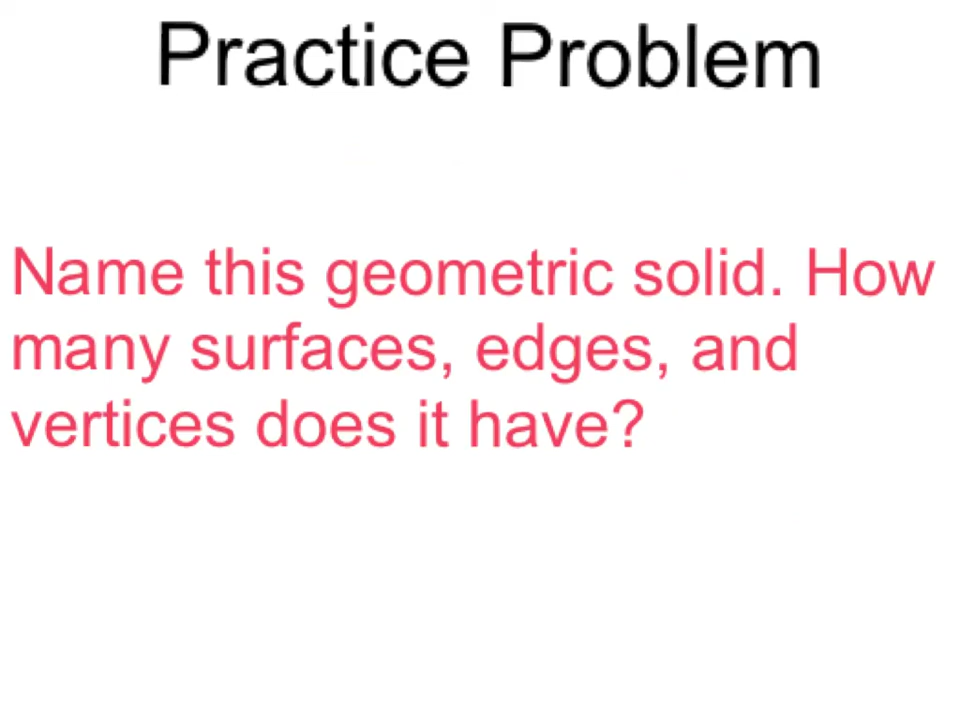 Practice Problem
Name this geometric solid. How
many surfaces, edges, and
vertices does it have?